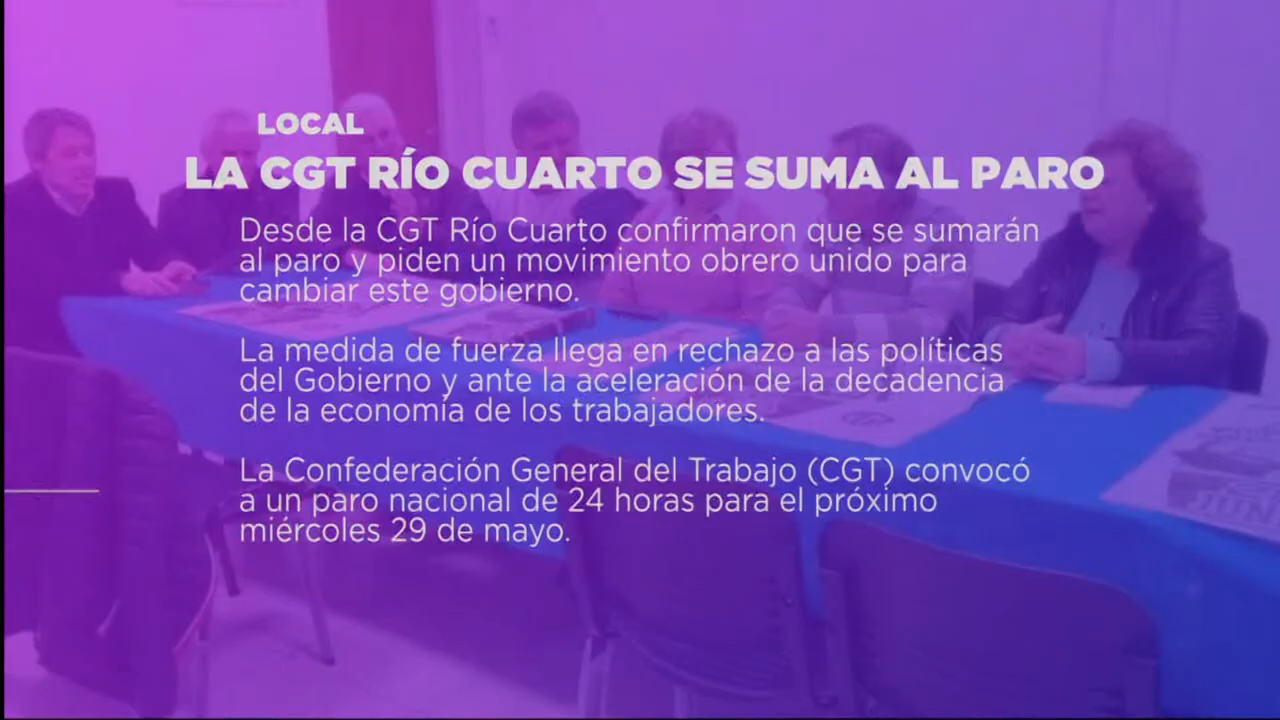 LOCAL
LA CGT RÍO CUARTO SE SUMA AL PARO
Desde la CGT Río Cuarto confirmaron que se sumarán
al paro y piden un movimiento obrero unido para
cambiar este gobierno.
La medida de fuerza llega en rechazo a las políticas
del Gobierno y ante la aceleración de la decadencia
de la economía de los trabajadores.
La Confederación General del Trabajo (CGT) convocó
a un paro nacional de 24 horas para el próximo
miércoles 29 de mayo.